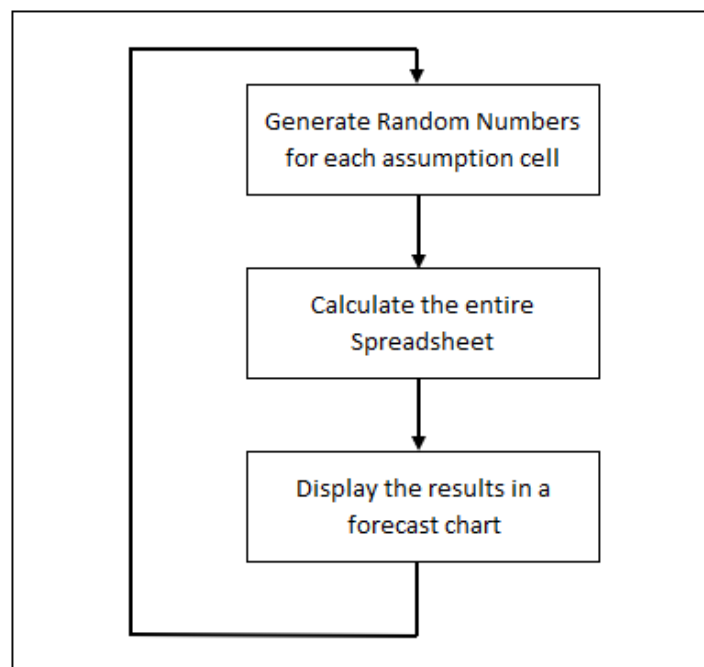 Generate Random Numbers
for each assumption cell
Calculate the entire
Spreadsheet
Display the results in a
forecast chart